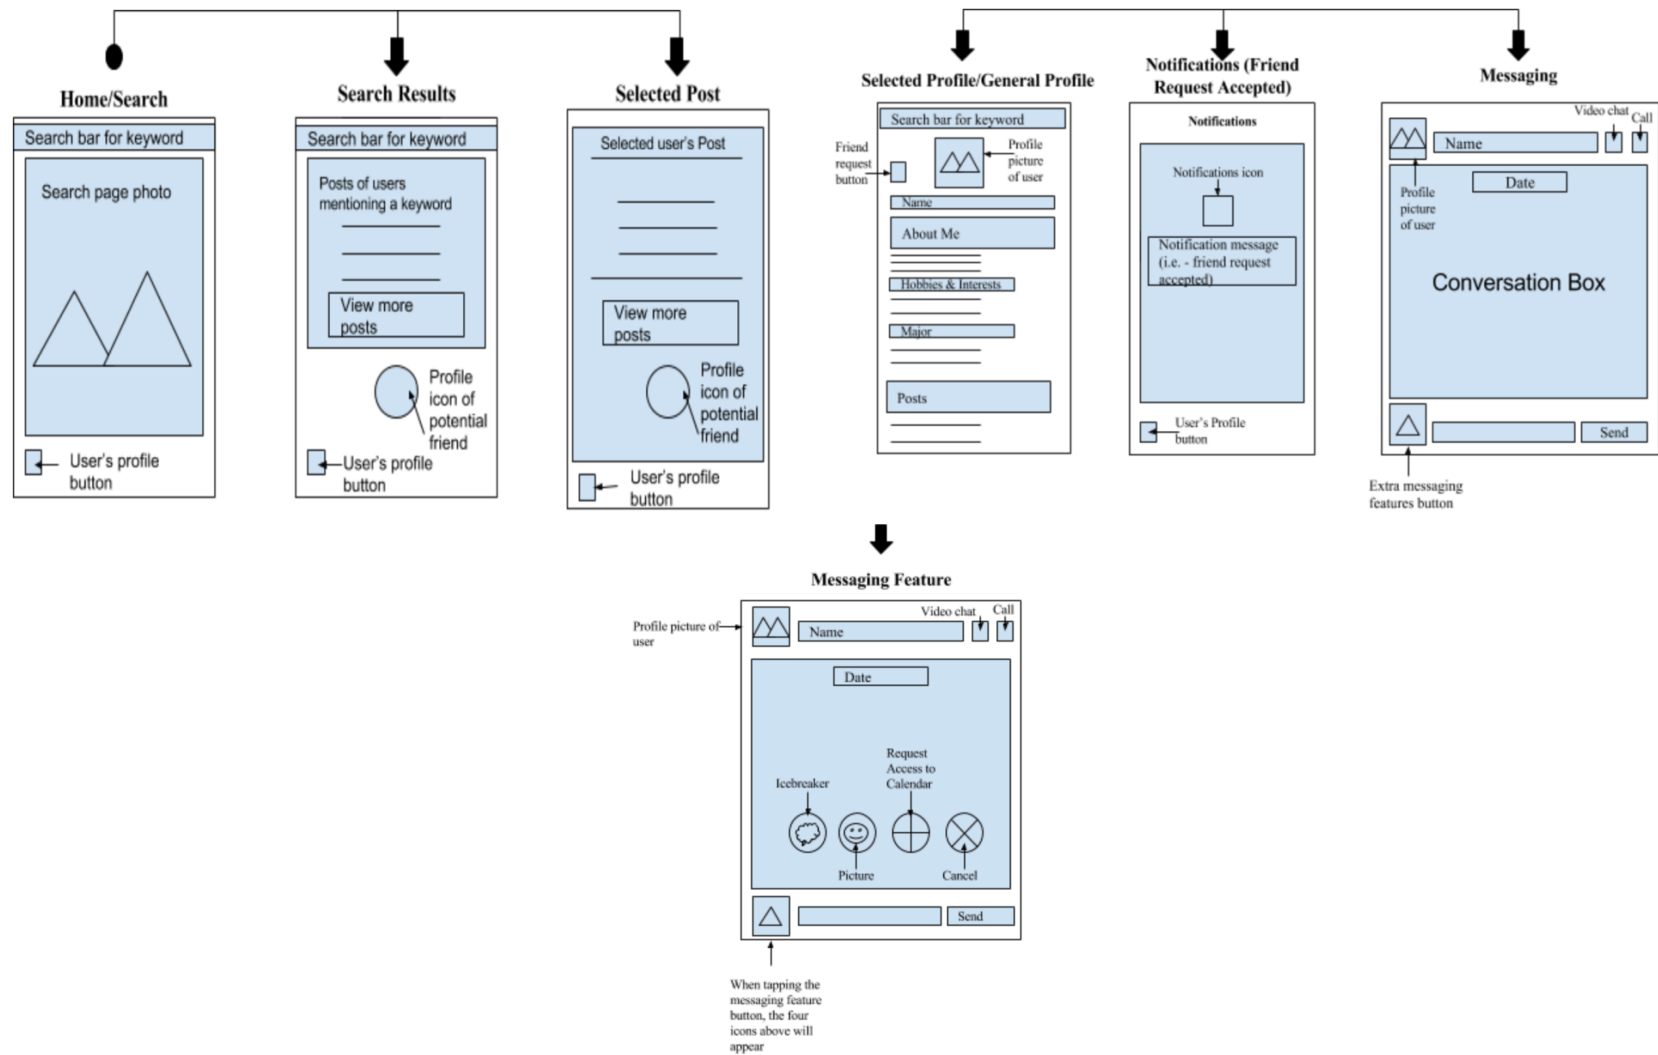 Home/Search
Search bar for keyword
Search page photo
User's profile
button
Search Results
Search bar for keyword
Posts of users
mentioning a keyword
View more
posts
Profile
icon of
potential
friend
User's profile
button
Selected Post
Selected user's Post
View more
posts
Profile
icon of
potential
friend
User's profile
button
Selected Profile/General Profile
Search bar for keyword
Friend
request
button
Profile
picture
of user
Name
About Me
Hobbies & Interests
Major
Posts
Notifications (Friend
Request Accepted)
Notifications
Notifications icon
Notification message
(i.e. - friend request
accepted)
User's Profile
button
Messaging
Video chat
Call
Name
Profile
picture
of user
Date
Conversation Box
Send
Extra messaging
features button
Messaging Feature
Profile picture of
user
Video chat
Call
Name
Date
Request
Access to
Calendar
Icebreaker
Picture
Cancel
Send
When tapping the
messaging feature
button, the four
icons above will
appear